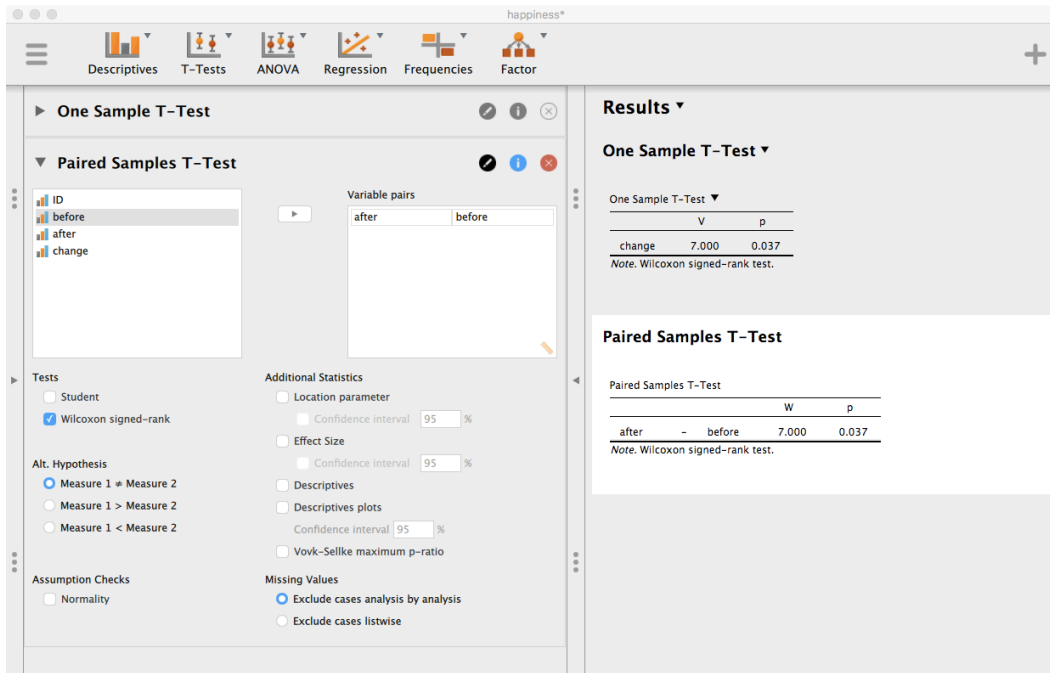 happiness*
Descriptives T-Tests ANOVA Regression Frequencies Factor
One Sample T-Test
Paired Samples T-Test
ID
before
after
change
Variable pairs
after before
Tests
Student
Wilcoxon signed-rank
Alt. Hypothesis
Measure 1 ≠ Measure 2
Measure 1 > Measure 2
Measure 1 < Measure 2
Assumption Checks
Normality
Additional Statistics
Location parameter
Confidence interval 95 %
Effect Size
Confidence interval 95 %
Descriptives
Descriptives plots
Confidence interval 95 %
Vovk-Sellke maximum p-ratio
Missing Values
Exclude cases analysis by analysis
Exclude cases listwise
Results
One Sample T-Test
One Sample T-Test
V p
change 7.000 0.037
Note. Wilcoxon signed-rank test.
Paired Samples T-Test
Paired Samples T-Test
W p
after - before 7.000 0.037
Note. Wilcoxon signed-rank test.